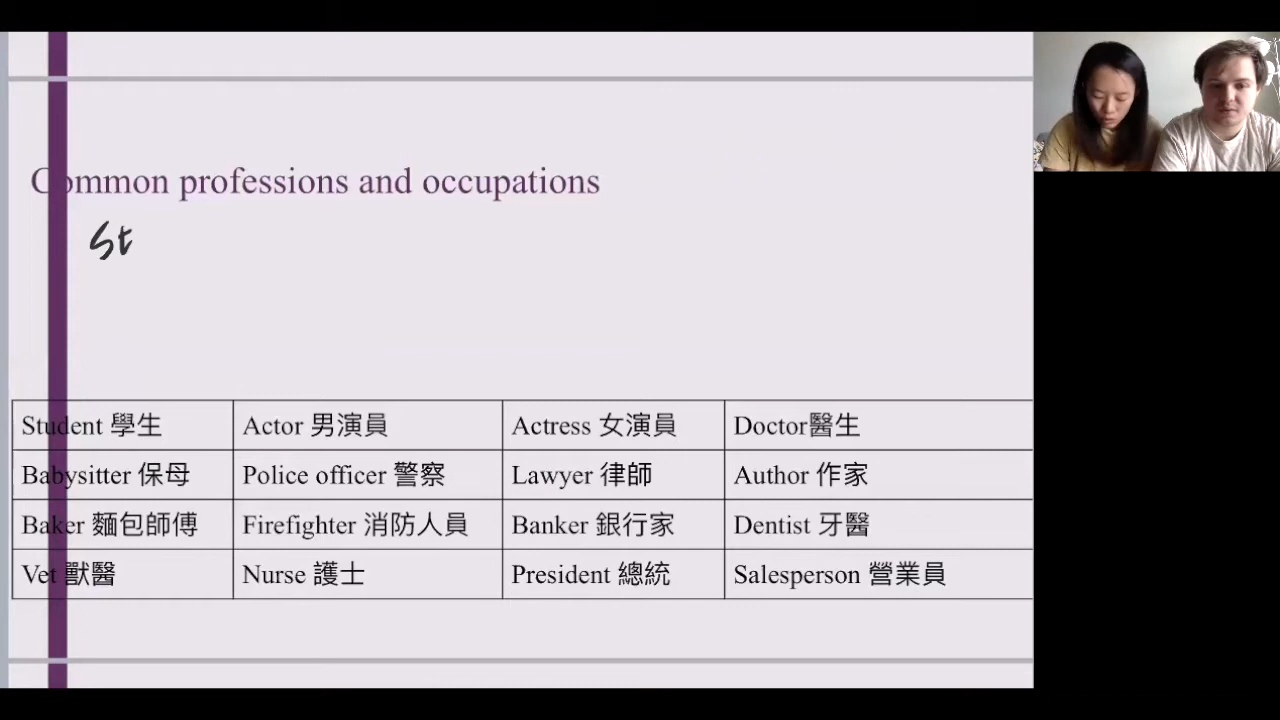 Common professions and occupations
St
Student 學生 Actor 男演員 Actress 女演員 Doctor醫生
Babysitter 保母 Police officer 警察 Lawyer 律師 Author 作家
Baker 麵包師傅 Firefighter 消防人員 Banker 銀行家 Dentist 牙醫
Vet 獸醫 Nurse 護士 President 總統 Salesperson 營業員